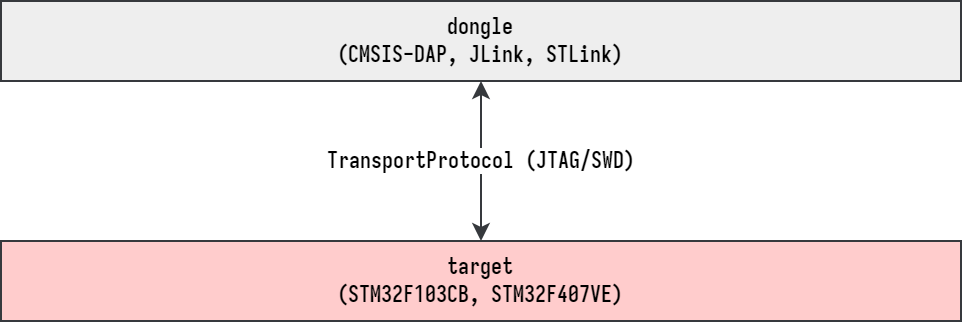 dongle
(CMSIS-DAP, JLink, STLink)
TransportProtocol (JTAG/SWD)
target
(STM32F103CB, STM32F407VE)